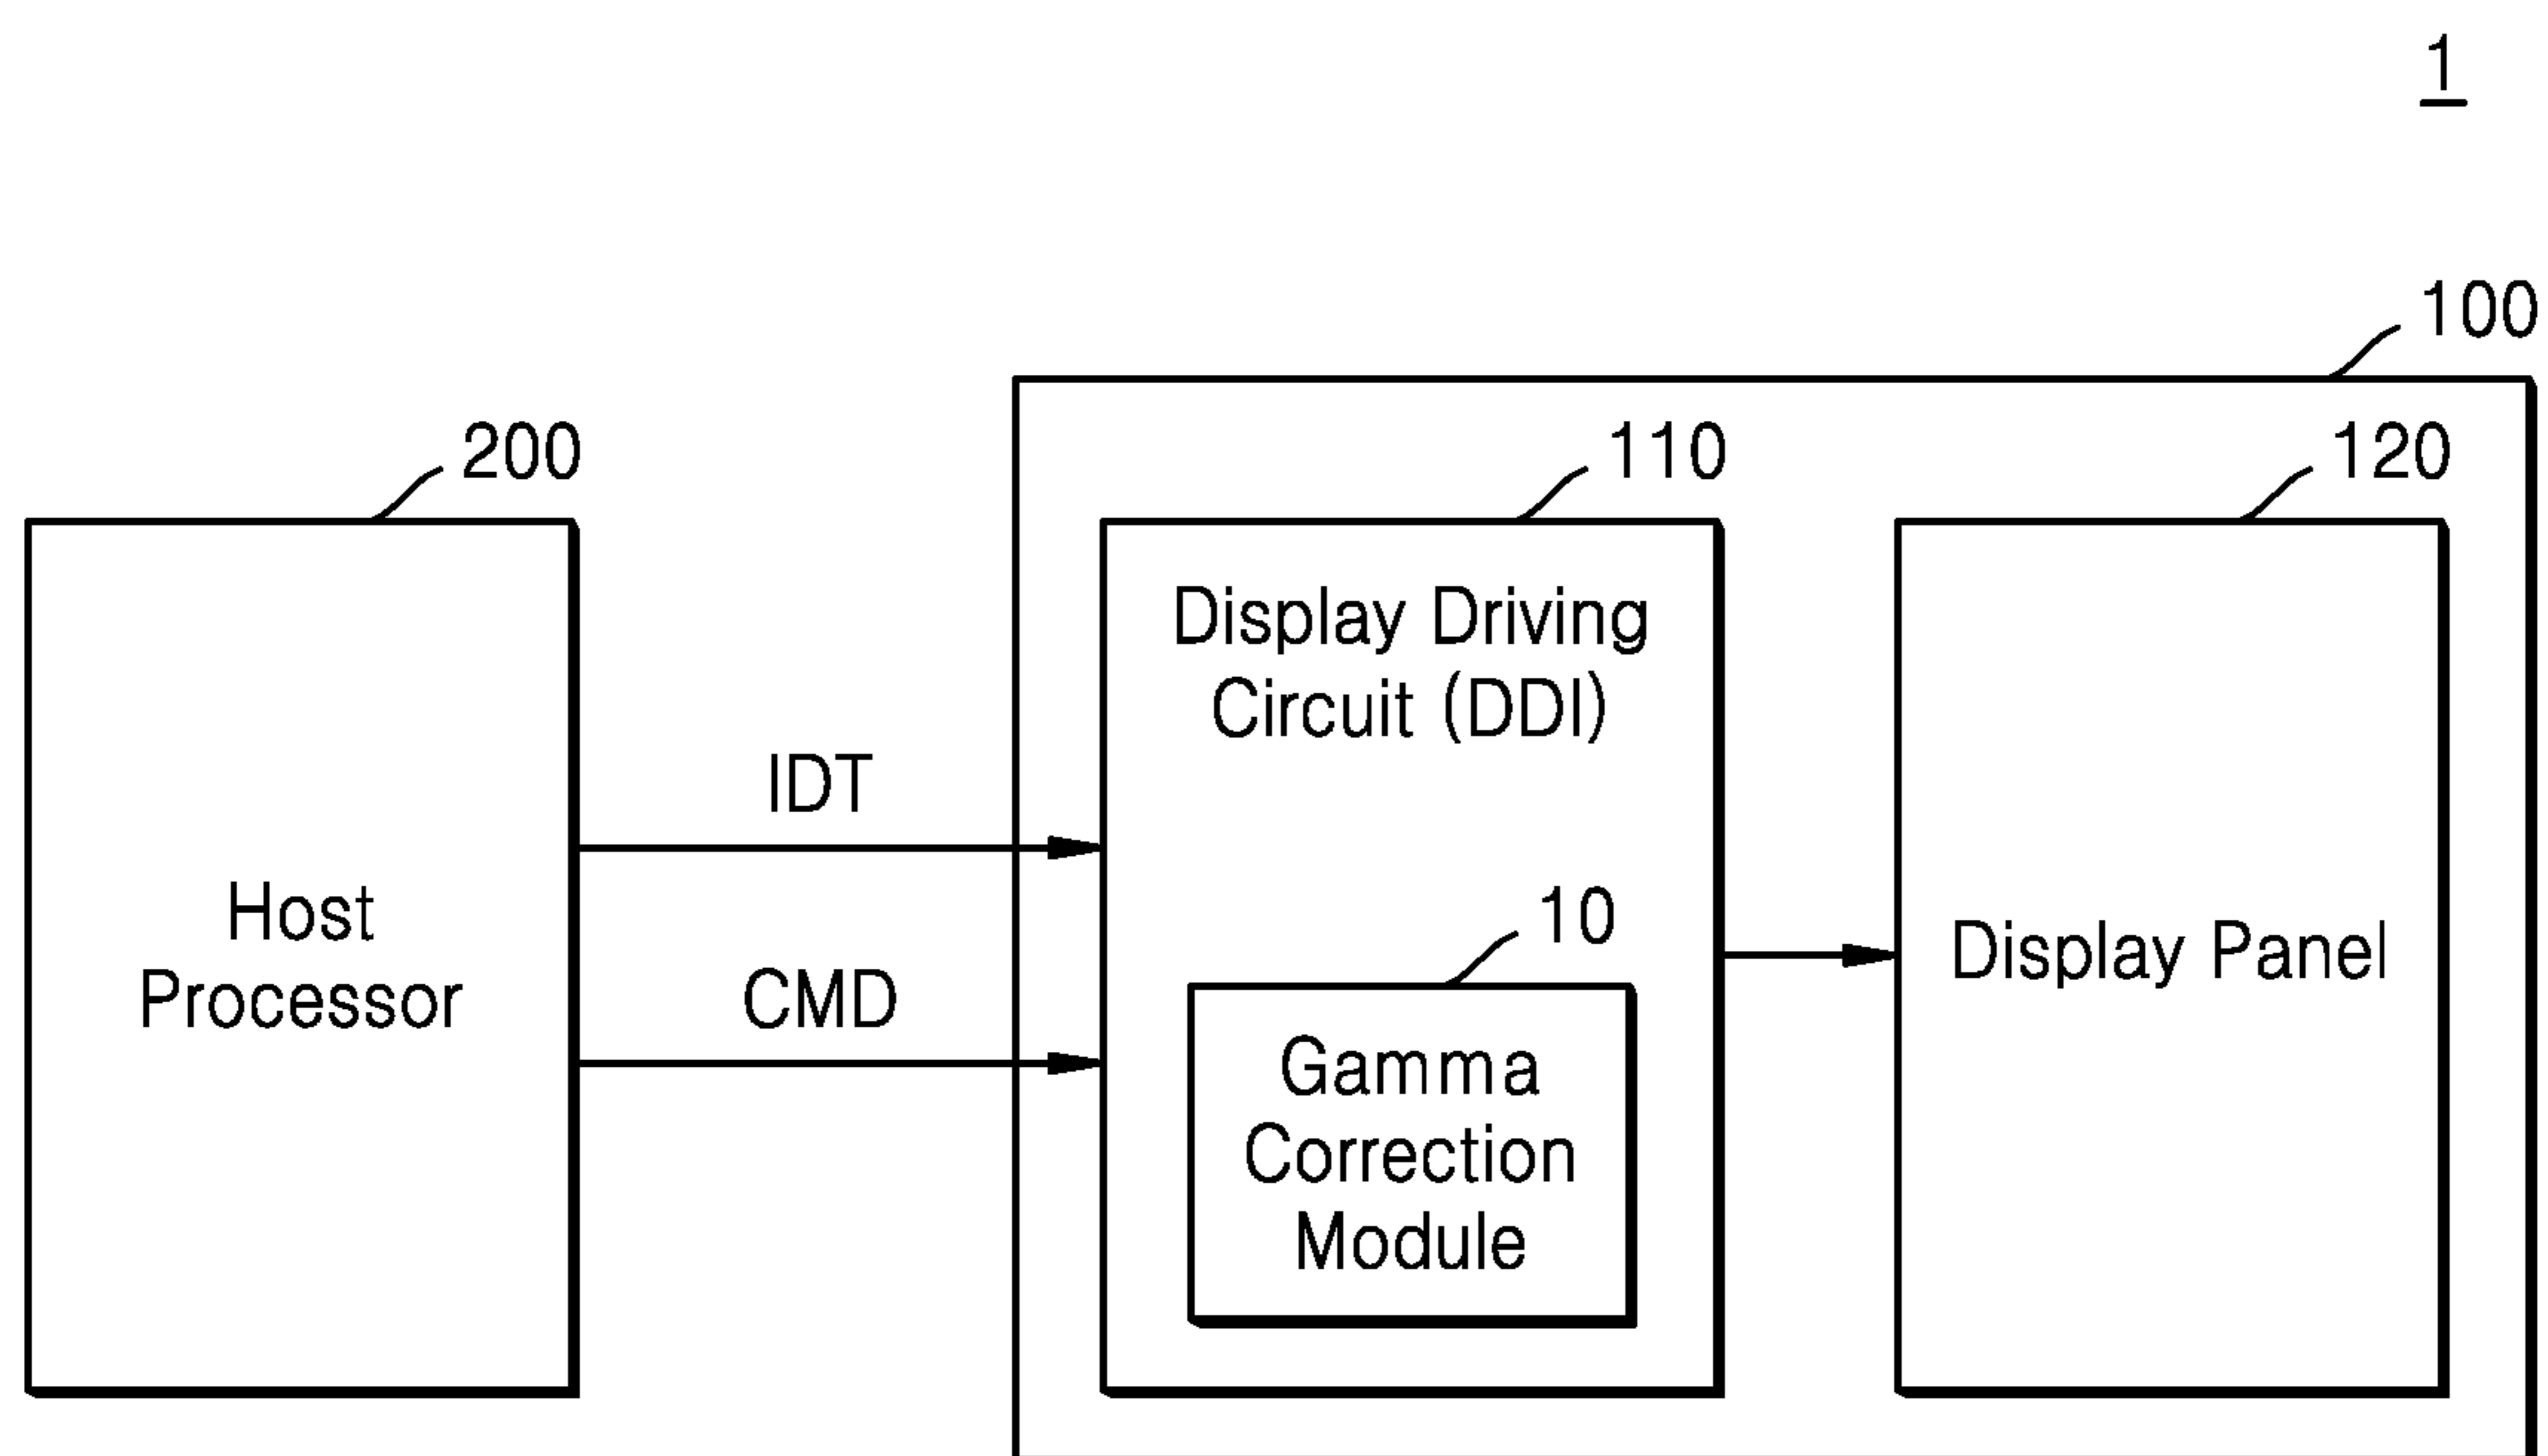 1
100
200
110
120
Display Driving
Circuit (DDI)
IDT
Host
Processor
10
Display Panel
CMD
Gamma
Correction
Module